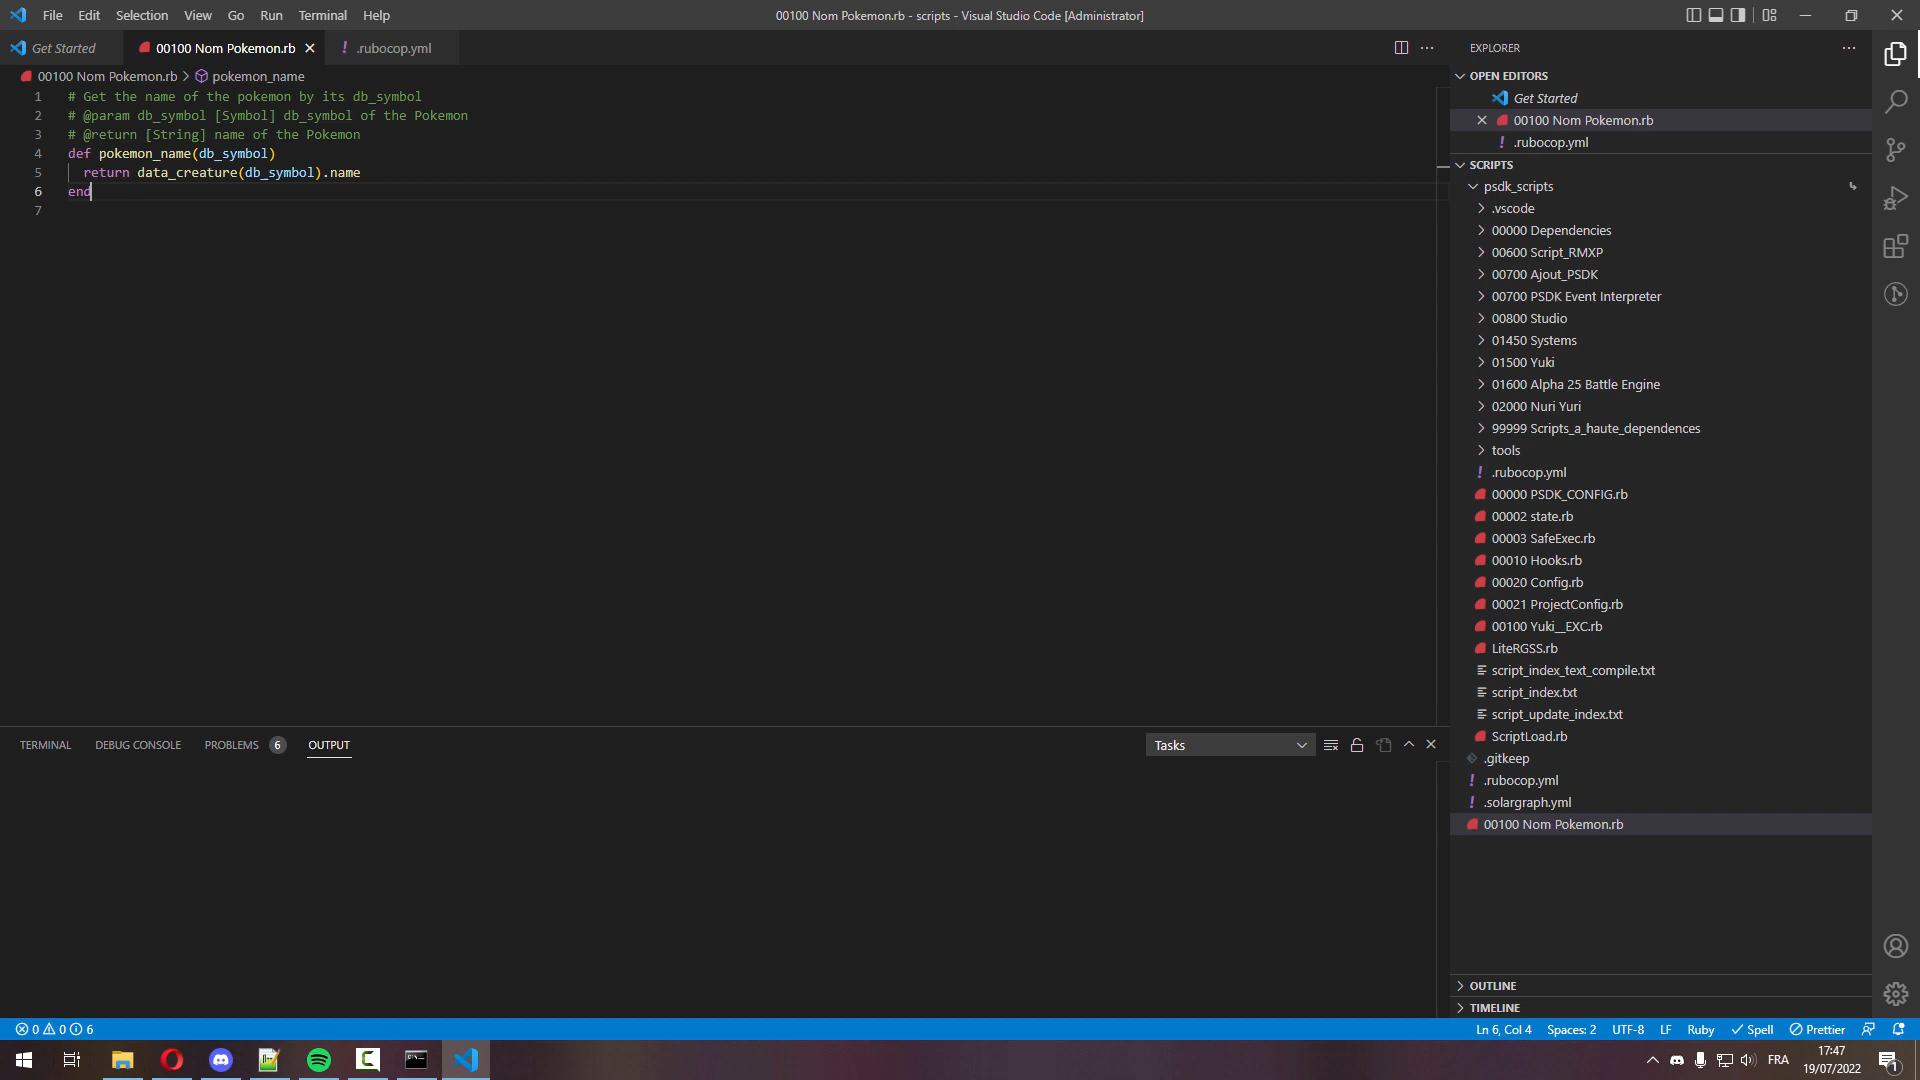 File Edit Selection View Go Run Terminal Help
00100 Nom Pokemon.rb - scripts - Visual Studio Code [Administrator]
Get Started
00100 Nom Pokemon.rb
! .rubocop.yml
00100 Nom Pokemon.rb > pokemon_name
1 # Get the name of the pokemon by its db_symbol
2 # @param db_symbol [Symbol] db_symbol of the Pokemon
3 # @return [String] name of the Pokemon
4 def pokemon_name(db_symbol)
5 return data_creature(db_symbol).name
6 end
7
TERMINAL DEBUG CONSOLE PROBLEMS 6 OUTPUT
Tasks
EXPLORER
OPEN EDITORS
Get Started
00100 Nom Pokemon.rb
! .rubocop.yml
SCRIPTS
psdk_scripts
.vscode
00000 Dependencies
00600 Script_RMXP
00700 Ajout_PSDK
00700 PSDK Event Interpreter
00800 Studio
01450 Systems
01500 Yuki
01600 Alpha 25 Battle Engine
02000 Nuri Yuri
99999 Scripts_a_haute_dependences
tools
! .rubocop.yml
00000 PSDK_CONFIG.rb
00002 state.rb
00003 SafeExec.rb
00010 Hooks.rb
00020 Config.rb
00021 ProjectConfig.rb
00100 Yuki__EXC.rb
LiteRGSS.rb
script_index_text_compile.txt
script_index.txt
script_update_index.txt
ScriptLoad.rb
.gitkeep
! .rubocop.yml
! .solargraph.yml
00100 Nom Pokemon.rb
OUTLINE
TIMELINE
0 0 6
Ln 6, Col 4 Spaces: 2 UTF-8 LF Ruby Spell Prettier
FRA
17:47
19/07/2022
1